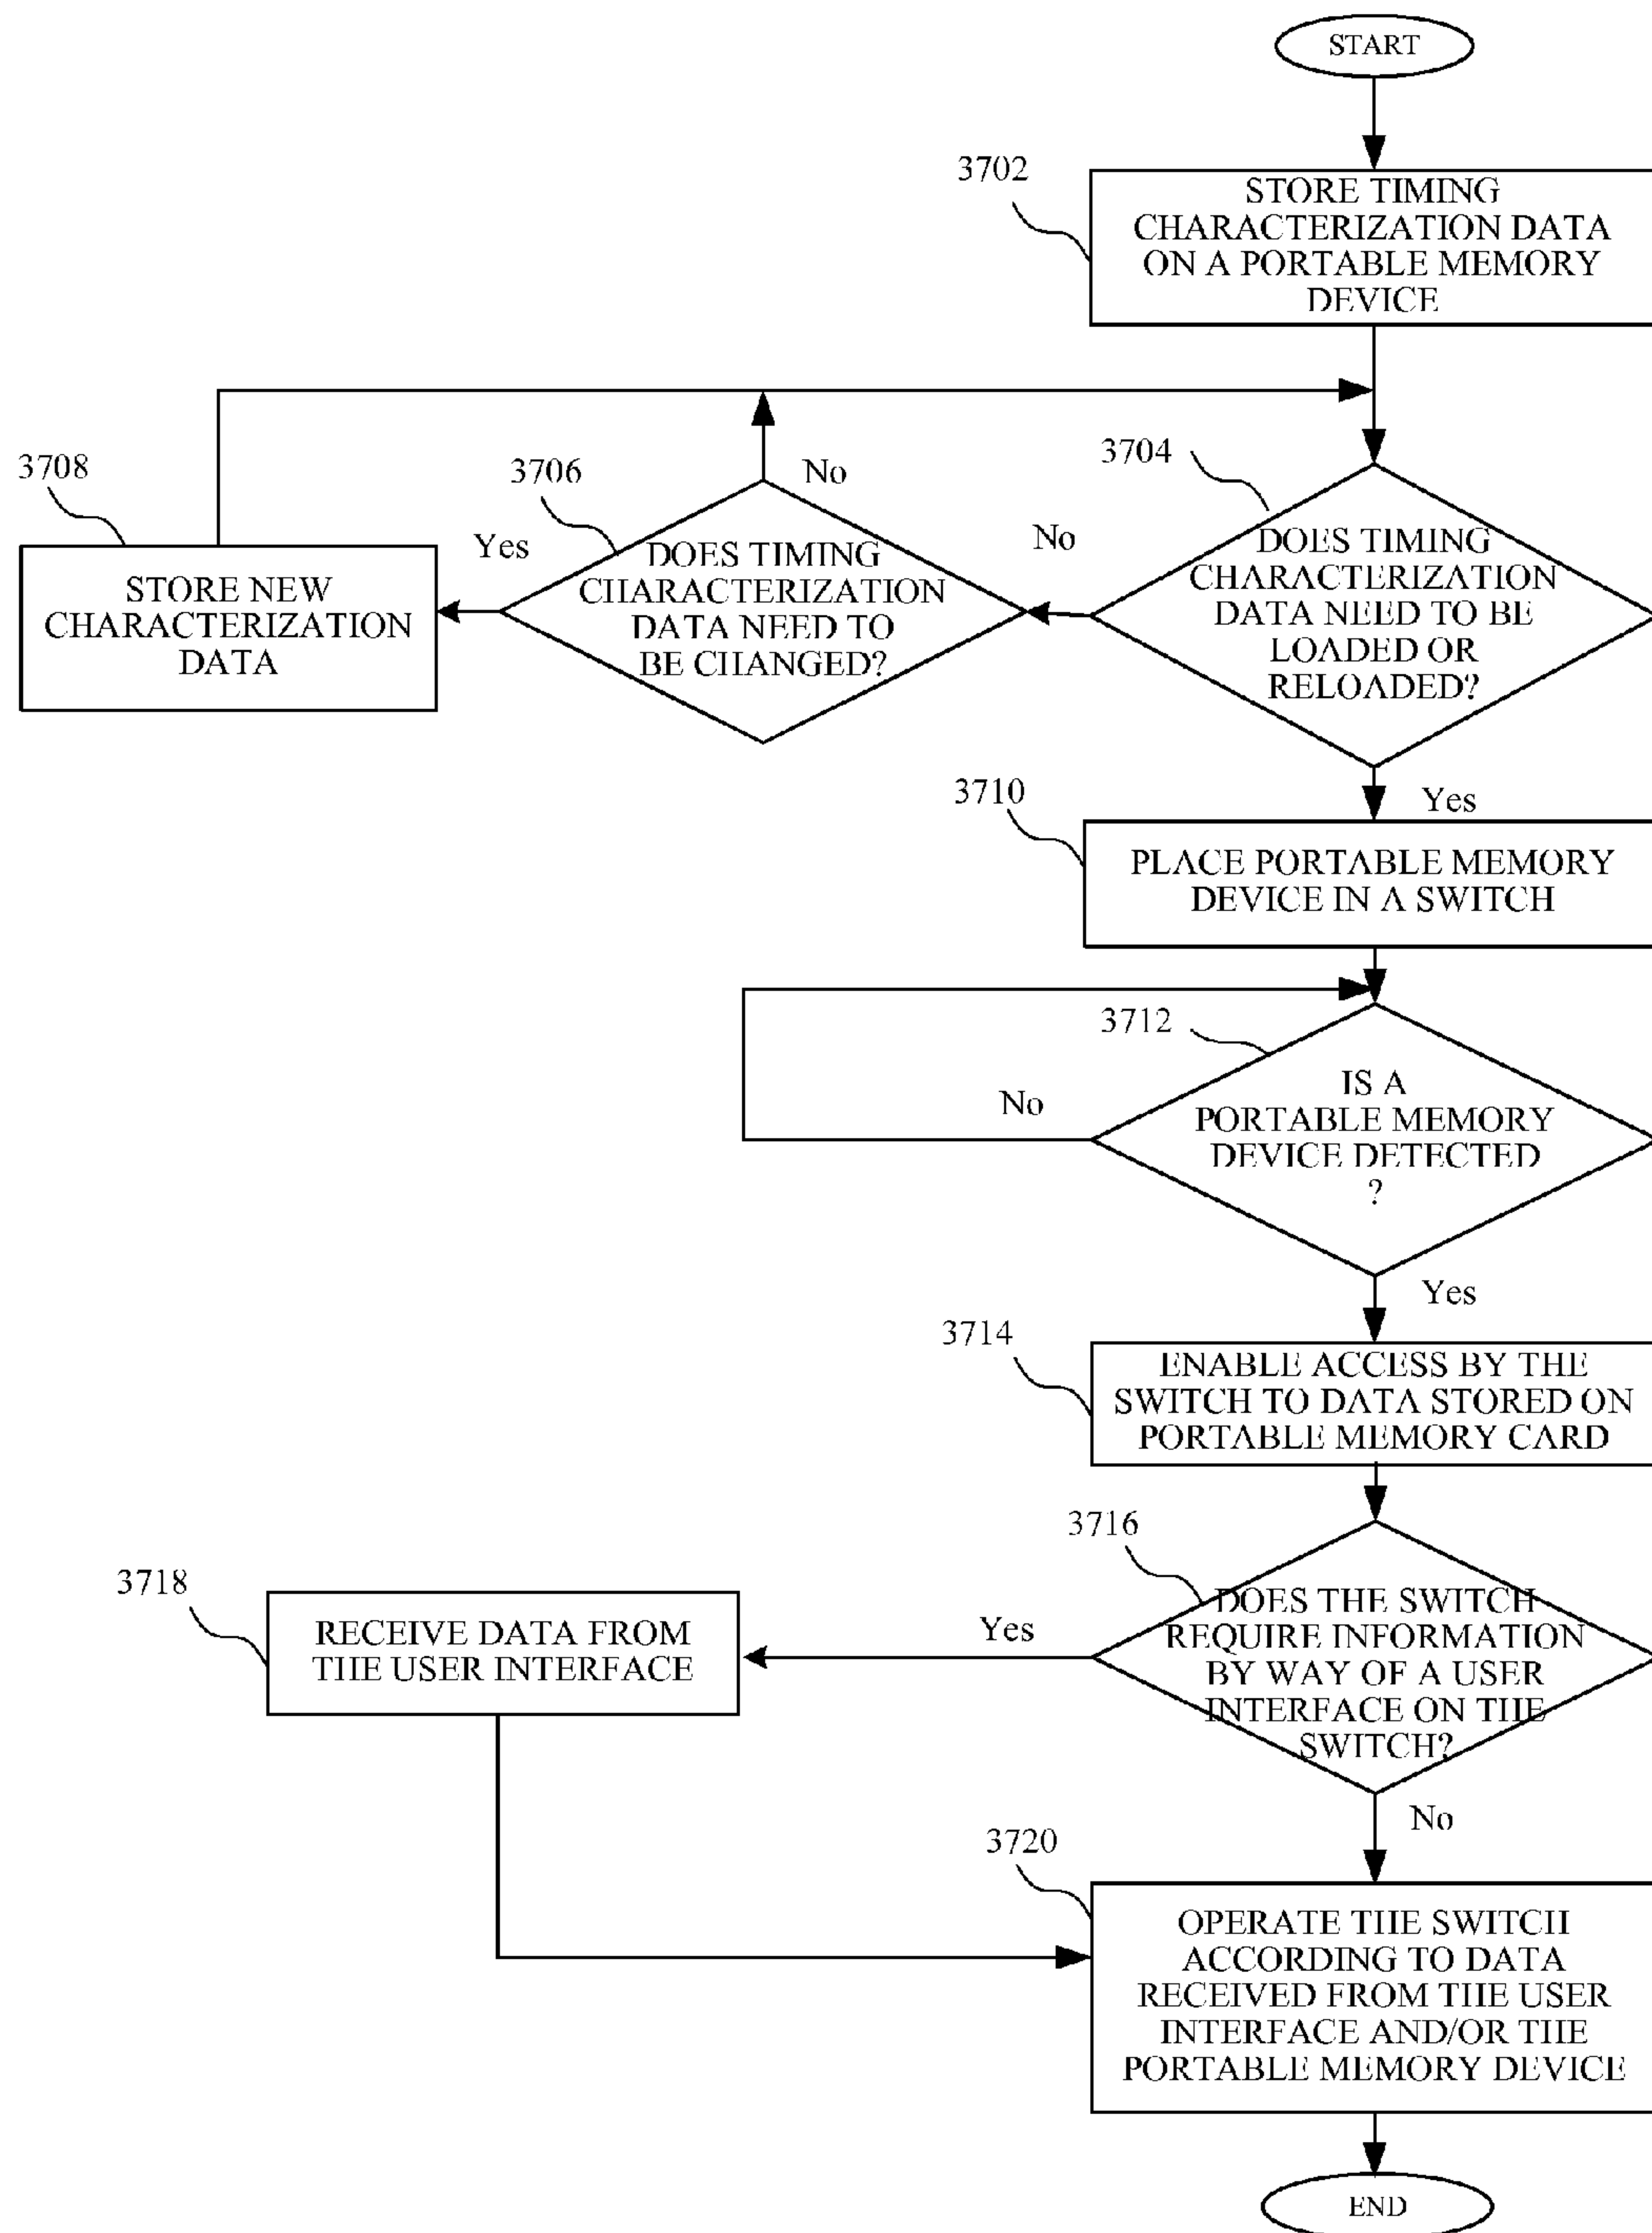 START
3702
STORE TIMING
CHARACTERIZATION DATA
ON A PORTABLE MEMORY
DEVICE
3704
DOES TIMING
CHARACTERIZATION
DATA NEED TO BE
LOADED OR
RELOADED?
No
3706
DOES TIMING
CHARACTERIZATION
DATA NEED TO
BE CHANGED?
No
Yes
3708
STORE NEW
CHARACTERIZATION
DATA
Yes
3710
PLACE PORTABLE MEMORY
DEVICE IN A SWITCH
3712
IS A
PORTABLE MEMORY
DEVICE DETECTED
?
No
Yes
3714
ENABLE ACCESS BY THE
SWITCH TO DATA STORED ON
PORTABLE MEMORY CARD
3716
DOES THE SWITCH
REQUIRE INFORMATION
BY WAY OF A USER
INTERFACE ON THE
SWITCH?
Yes
3718
RECEIVE DATA FROM
THE USER INTERFACE
No
3720
OPERATE THE SWITCH
ACCORDING TO DATA
RECEIVED FROM THE USER
INTERFACE AND/OR THE
PORTABLE MEMORY DEVICE
END